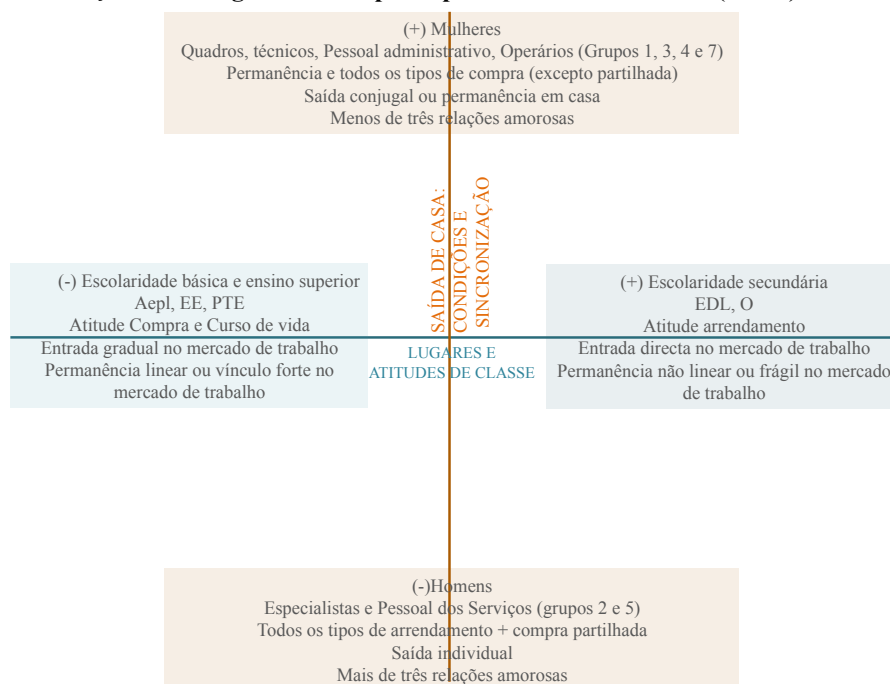 (+) Mulheres
Quadros, técnicos, Pessoal administrativo, Operários (Grupos 1, 3, 4 e 7)
Permanência e todos os tipos de compra (excepto partilhada)
Saída conjugal ou permanência em casa
Menos de três relações amorosas
SAÍDA DE CASA:
CONDIÇÕES E
SINCRONIZAÇÃO
(-) Escolaridade básica e ensino superior
Aepl, EE, PTE
Atitude Compra e Curso de vida
Entrada gradual no mercado de trabalho
Permanência linear ou vínculo forte no
mercado de trabalho
LUGARES E
ATITUDES DE CLASSE
(+) Escolaridade secundária
EDL, O
Atitude arrendamento
Entrada directa no mercado de trabalho
Permanência não linear ou frágil no mercado
de trabalho
(-)Homens
Especialistas e Pessoal dos Serviços (grupos 2 e 5)
Todos os tipos de arrendamento + compra partilhada
Saída individual
Mais de três relações amorosas